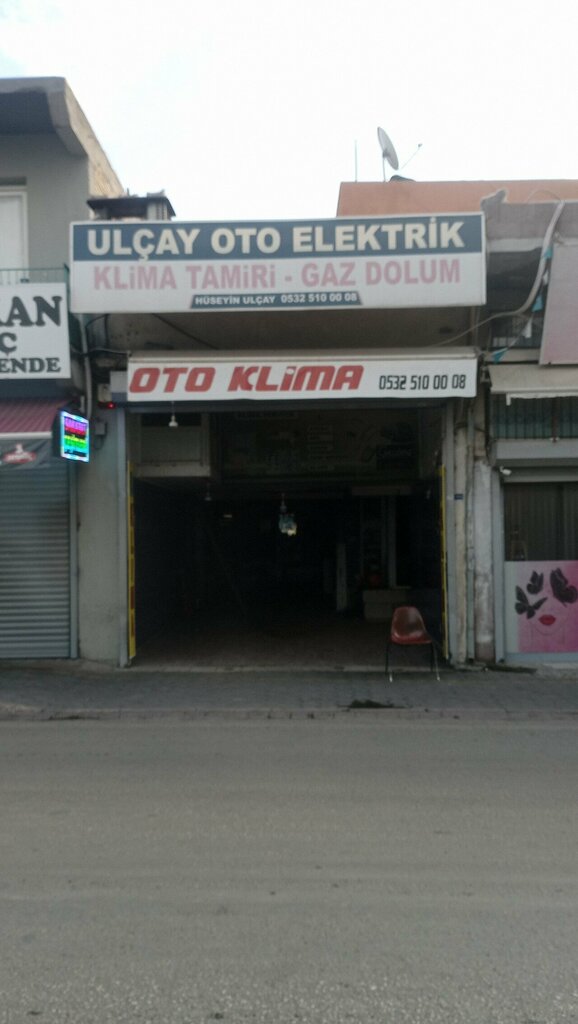 ULÇAY OTO ELEKTRİK
KLİMA TAMİRİ - GAZ DOLUM
HÜSEYİN ULÇAY 0532 510 00 08
OTO KLİMA 0532 510 00 08
RAN
Ç
ENDE